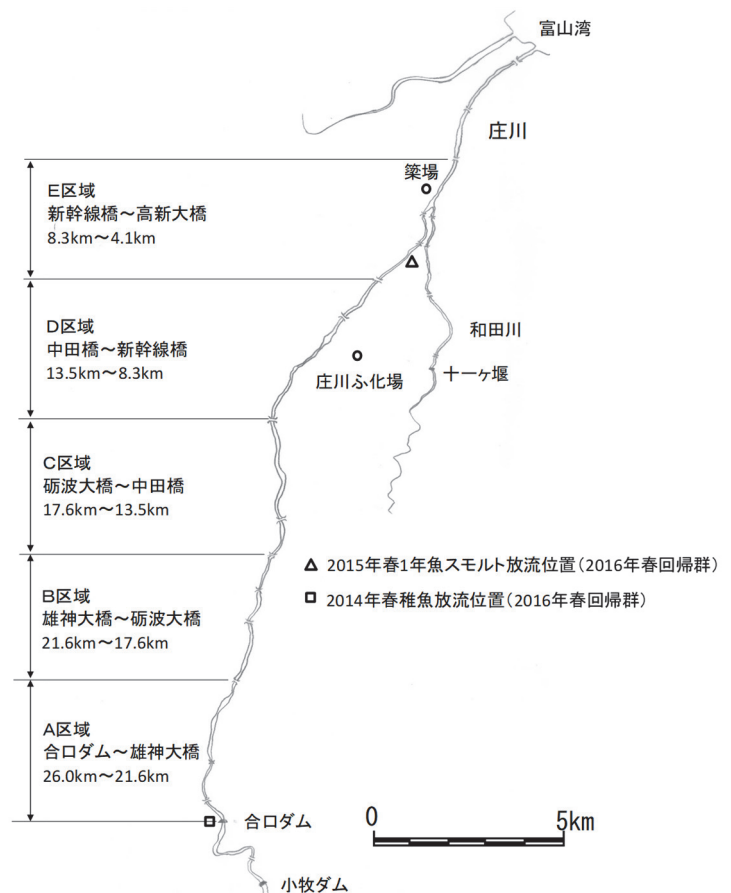 富山湾
庄川
簗場
E区域
新幹線橋～高新大橋
8.3km～4.1km
和田川
D区域
中田橋～新幹線橋
13.5km～8.3km
庄川ふ化場
十一ヶ堰
C区域
砺波大橋～中田橋
17.6km～13.5km
2015年春1年魚スモルト放流位置(2016年春回帰群)
2014年春稚魚放流位置(2016年春回帰群)
B区域
雄神大橋～砺波大橋
21.6km～17.6km
A区域
合口ダム～雄神大橋
26.0km～21.6km
合口ダム
0
5km
小牧ダム